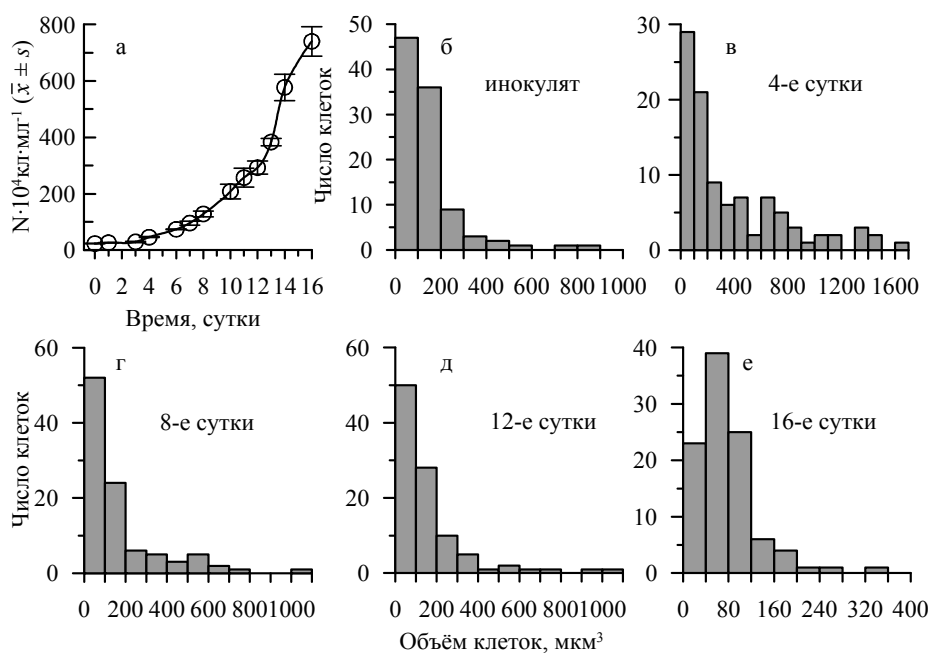 N·10⁴кл·мл⁻¹ (x̄ ± s)
800
600
400
200
0
а
0 2 4 6 8 10 12 14 16
Время, сутки
Число клеток
50
40
30
20
10
0
б
инокулят
0 200 400 600 800 1000
30
20
10
0
в
4-е сутки
0 400 800 1200 1600
Число клеток
60
40
20
0
г
8-е сутки
0 200 400 600 800 1000
60
40
20
0
д
12-е сутки
0 200 400 600 800 1000
40
30
20
10
0
е
16-е сутки
0 80 160 240 320 400
Объём клеток, мкм³